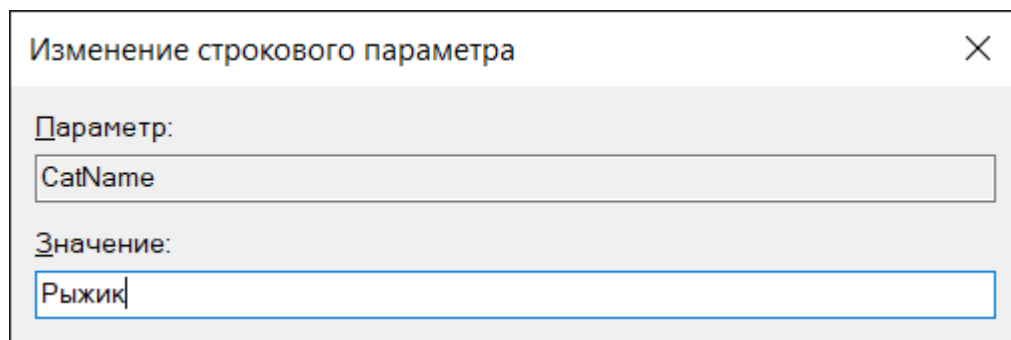 Изменение строкового параметра
Параметр:
CatName
Значение:
Рыжик